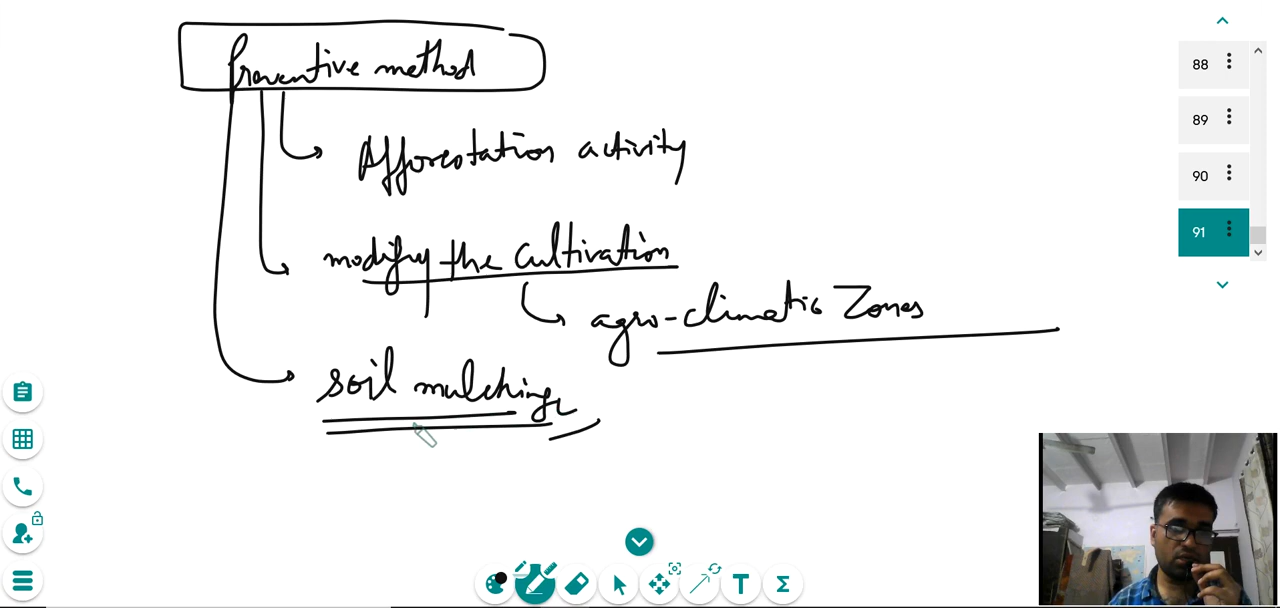 Preventive method
Afforestation activity
modify the cultivation
agro-climatic Zones
soil mulching
88
89
90
91
T
Σ